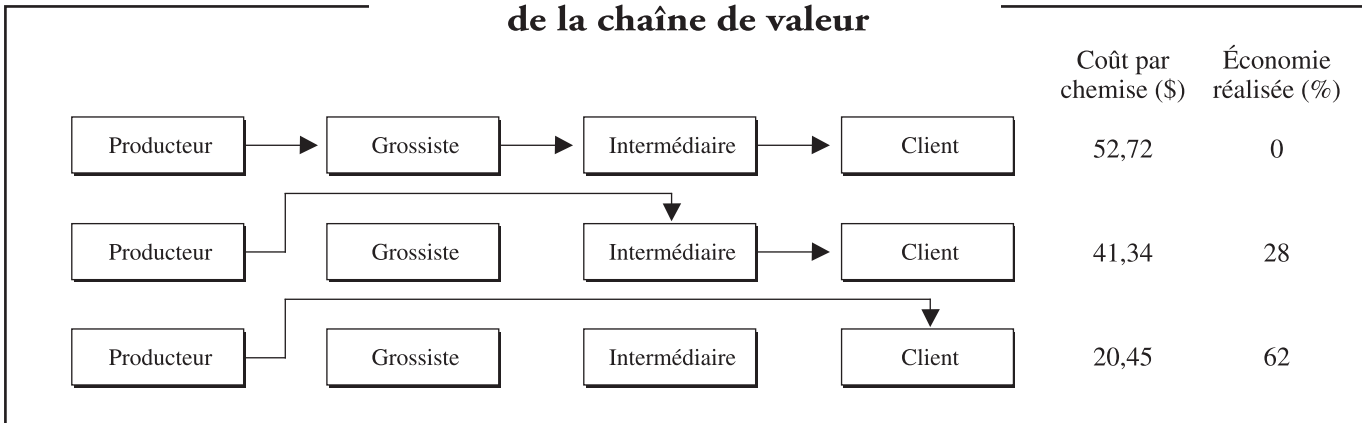 de la chaîne de valeur
Coût par chemise ($)
Économie réalisée (%)
Producteur Grossiste Intermédiaire Client 52,72 0
Producteur Grossiste Intermédiaire Client 41,34 28
Producteur Grossiste Intermédiaire Client 20,45 62